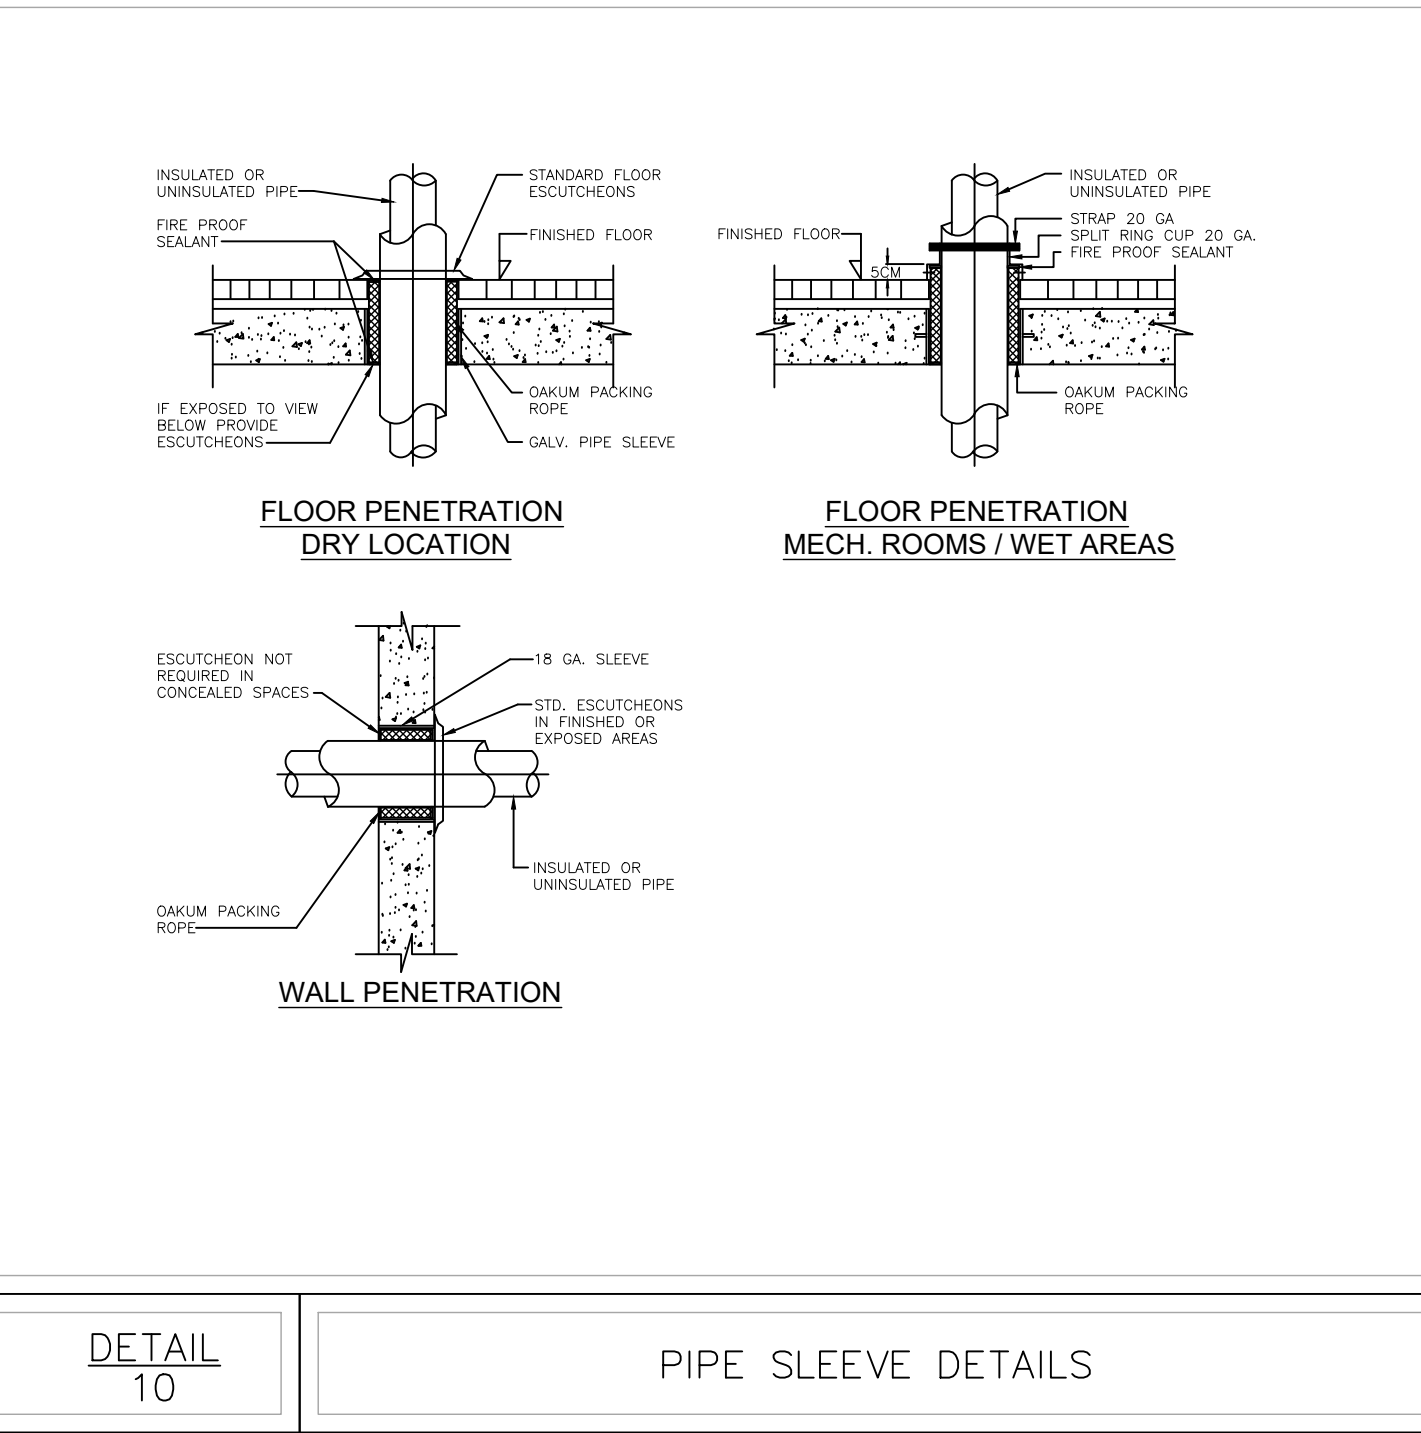 INSULATED OR
UNINSULATED PIPE
FIRE PROOF
SEALANT
STANDARD FLOOR
ESCUTCHEONS
FINISHED FLOOR
IF EXPOSED TO VIEW
BELOW PROVIDE
ESCUTCHEONS
OAKUM PACKING
ROPE
GALV. PIPE SLEEVE
FLOOR PENETRATION
DRY LOCATION
FINISHED FLOOR
5CM
INSULATED OR
UNINSULATED PIPE
STRAP 20 GA
SPLIT RING CUP 20 GA.
FIRE PROOF SEALANT
OAKUM PACKING
ROPE
FLOOR PENETRATION
MECH. ROOMS / WET AREAS
ESCUTCHEON NOT
REQUIRED IN
CONCEALED SPACES
18 GA. SLEEVE
STD. ESCUTCHEONS
IN FINISHED OR
EXPOSED AREAS
INSULATED OR
UNINSULATED PIPE
OAKUM PACKING
ROPE
WALL PENETRATION
DETAIL
10
PIPE SLEEVE DETAILS